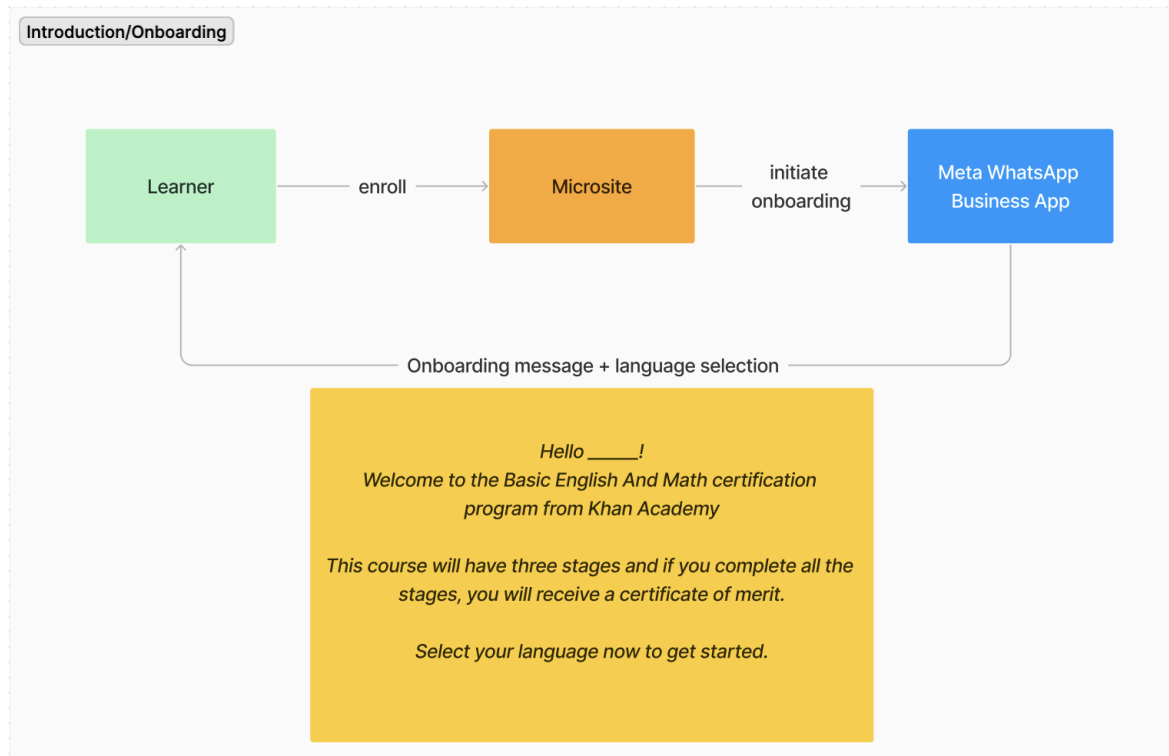 Introduction/Onboarding
Learner
enroll
Microsite
initiate
onboarding
Meta WhatsApp
Business App
Onboarding message + language selection
Hello _____!
Welcome to the Basic English And Math certification
program from Khan Academy
This course will have three stages and if you complete all the
stages, you will receive a certificate of merit.
Select your language now to get started.